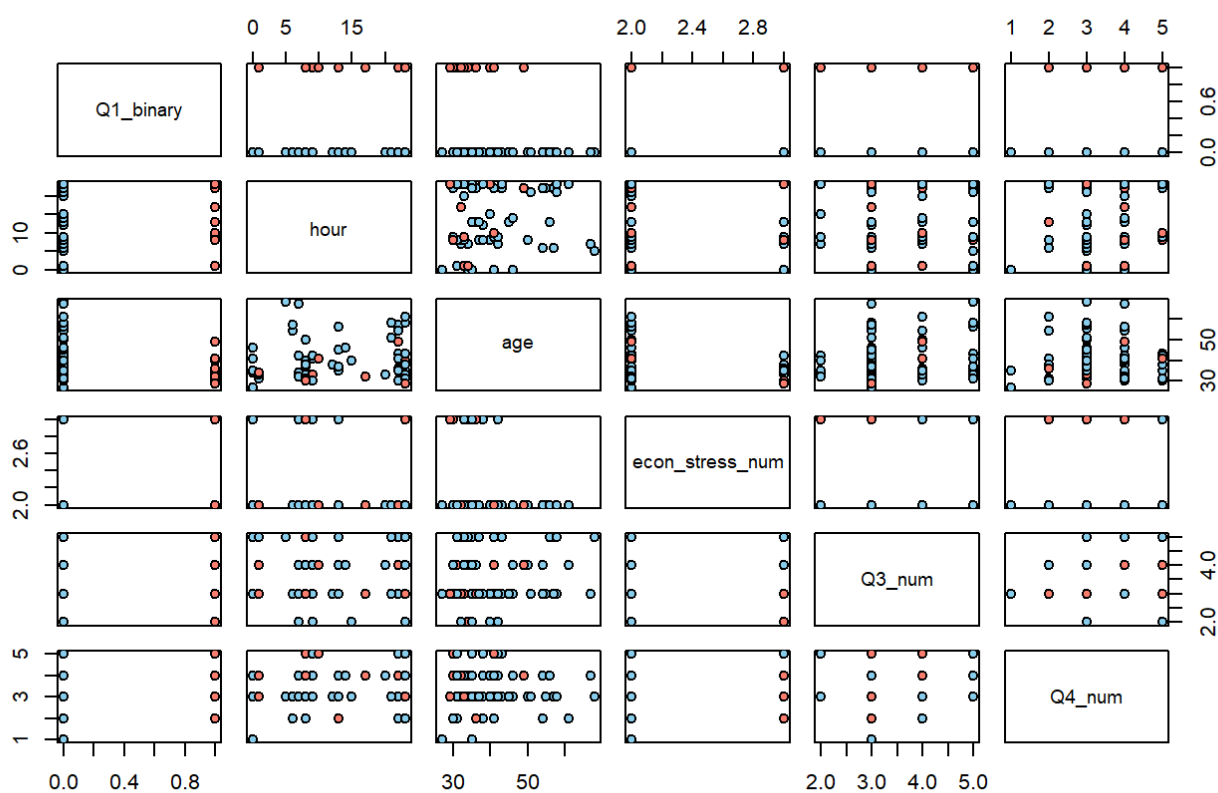 0 5 15 2.0 2.4 2.8 1 2 3 4 5
Q1_binary 0.0 0.6
0 10 hour
age 30 50
2.0 2.6 econ_stress_num
Q3_num 2.0 4.0
1 3 5 Q4_num
0.0 0.4 0.8 30 50 2.0 3.0 4.0 5.0